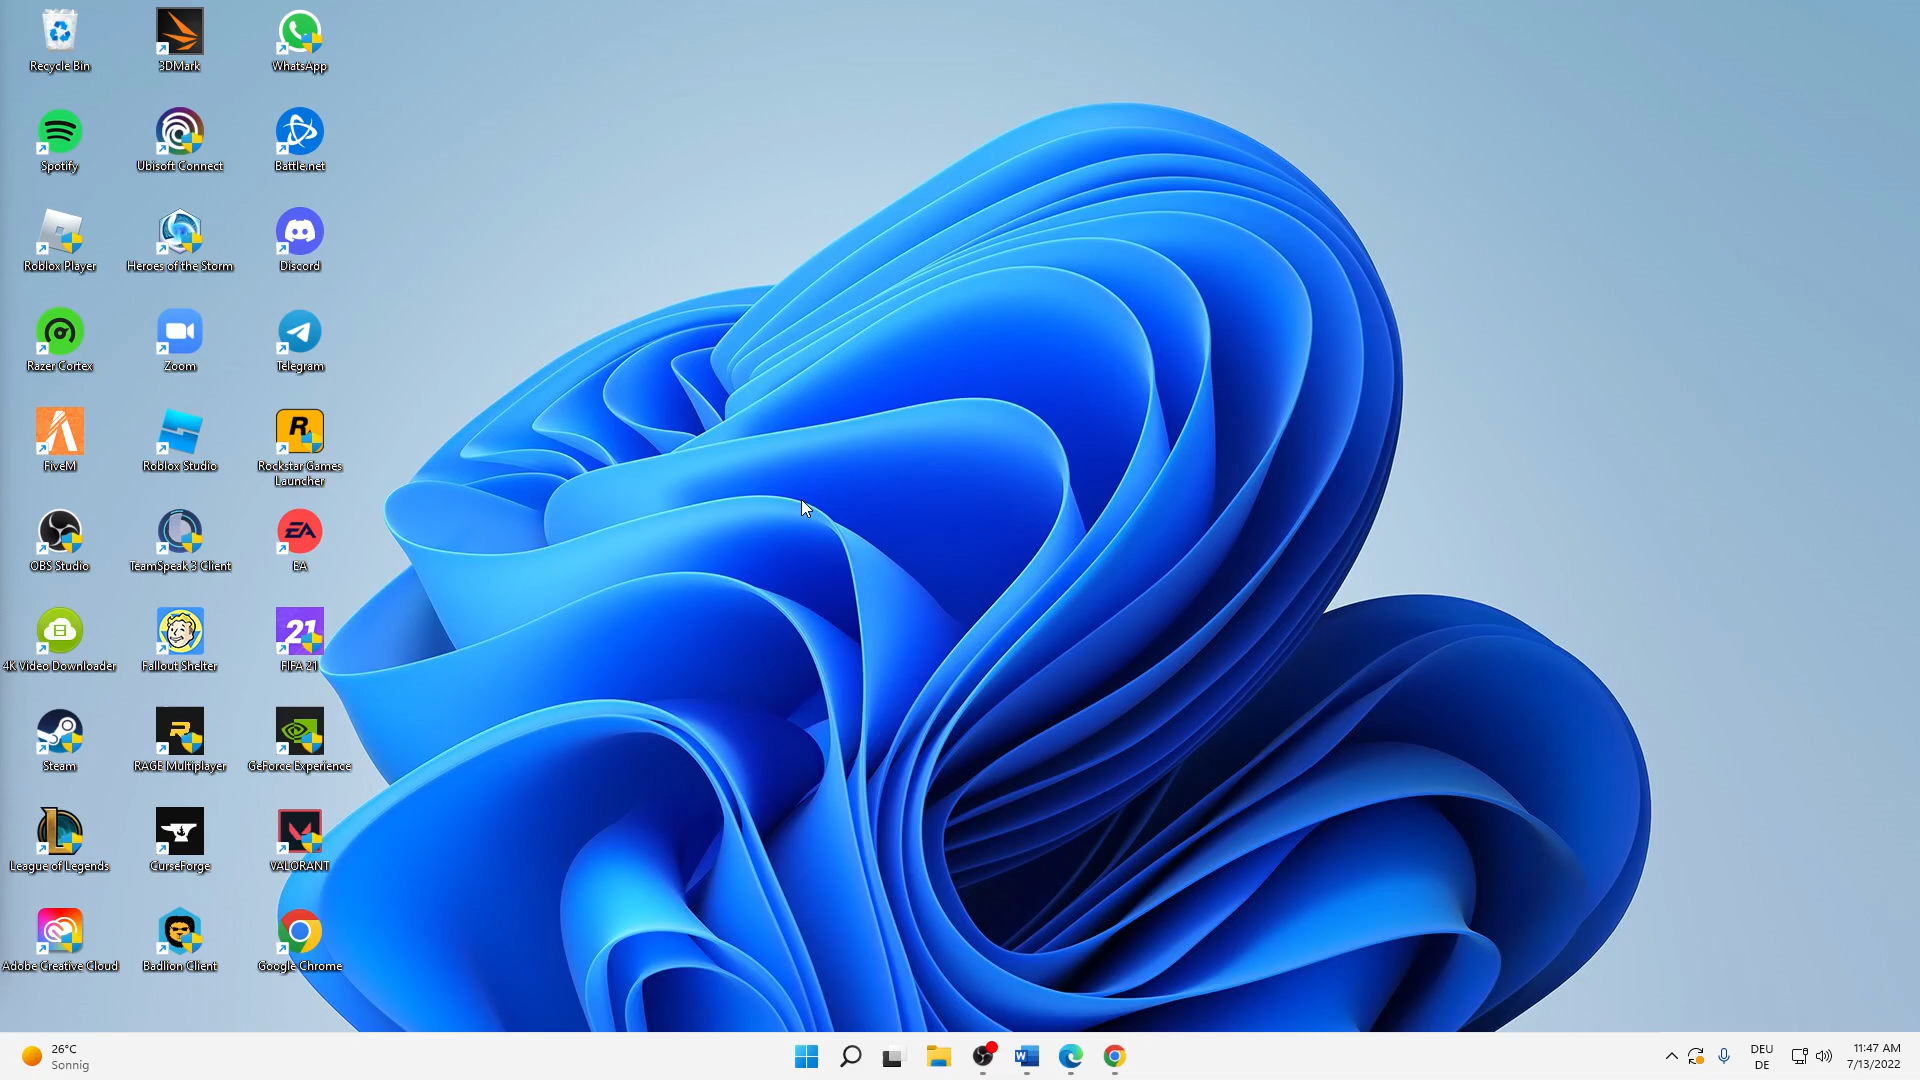 Recycle Bin
3DMark
WhatsApp
Spotify
Ubisoft Connect
Battle.net
Roblox Player
Heroes of the Storm
Discord
Razer Cortex
Zoom
Telegram
FiveM
Roblox Studio
R
Rockstar Games
Launcher
OBS Studio
TeamSpeak 3 Client
EA
EA
4K Video Downloader
Fallout Shelter
21
FIFA 21
Steam
R
RAGE Multiplayer
GeForce Experience
L
League of Legends
CurseForge
VALORANT
Adobe Creative Cloud
Badlion Client
Google Chrome
26°C
Sonnig
W
DEU
DE
11:47 AM
7/13/2022